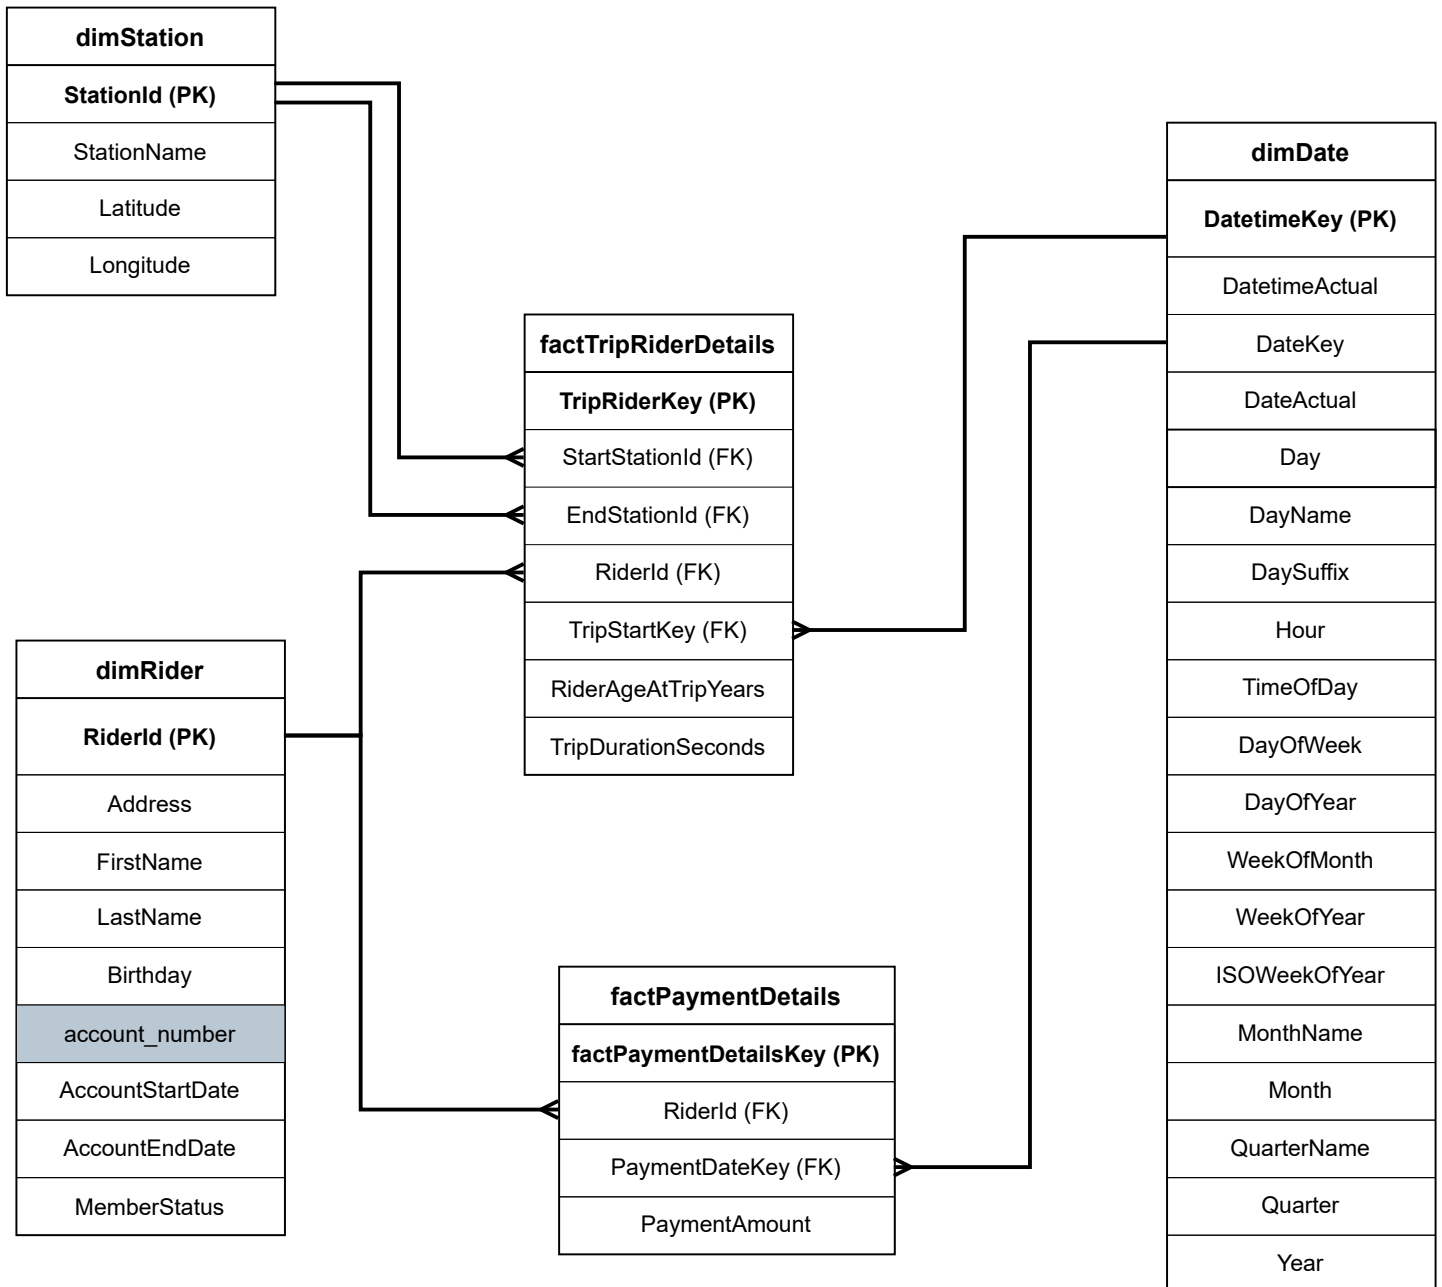 dimStation
StationId (PK)
StationName
Latitude
Longitude
dimDate
DatetimeKey (PK)
DatetimeActual
DateKey
DateActual
Day
DayName
DaySuffix
Hour
TimeOfDay
DayOfWeek
DayOfYear
WeekOfMonth
WeekOfYear
ISOWeekOfYear
MonthName
Month
QuarterName
Quarter
Year
factTripRiderDetails
TripRiderKey (PK)
StartStationId (FK)
EndStationId (FK)
RiderId (FK)
TripStartKey (FK)
RiderAgeAtTripYears
TripDurationSeconds
dimRider
RiderId (PK)
Address
FirstName
LastName
Birthday
account_number
AccountStartDate
AccountEndDate
MemberStatus
factPaymentDetails
factPaymentDetailsKey (PK)
RiderId (FK)
PaymentDateKey (FK)
PaymentAmount